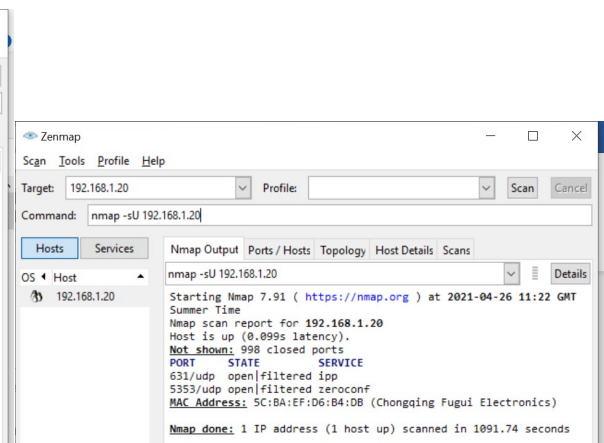 Zenmap
Scan Tools Profile Help
Target: 192.168.1.20 Profile: Scan Cancel
Command: nmap -sU 192.168.1.20
Hosts Services Nmap Output Ports / Hosts Topology Host Details Scans
OS Host nmap -sU 192.168.1.20 Details
192.168.1.20
Starting Nmap 7.91 ( https://nmap.org ) at 2021-04-26 11:22 GMT
Summer Time
Nmap scan report for 192.168.1.20
Host is up (0.099s latency).
Not shown: 998 closed ports
PORT STATE SERVICE
631/udp open|filtered ipp
5353/udp open|filtered zeroconf
MAC Address: 5C:BA:EF:D6:B4:DB (Chongqing Fugui Electronics)
Nmap done: 1 IP address (1 host up) scanned in 1091.74 seconds